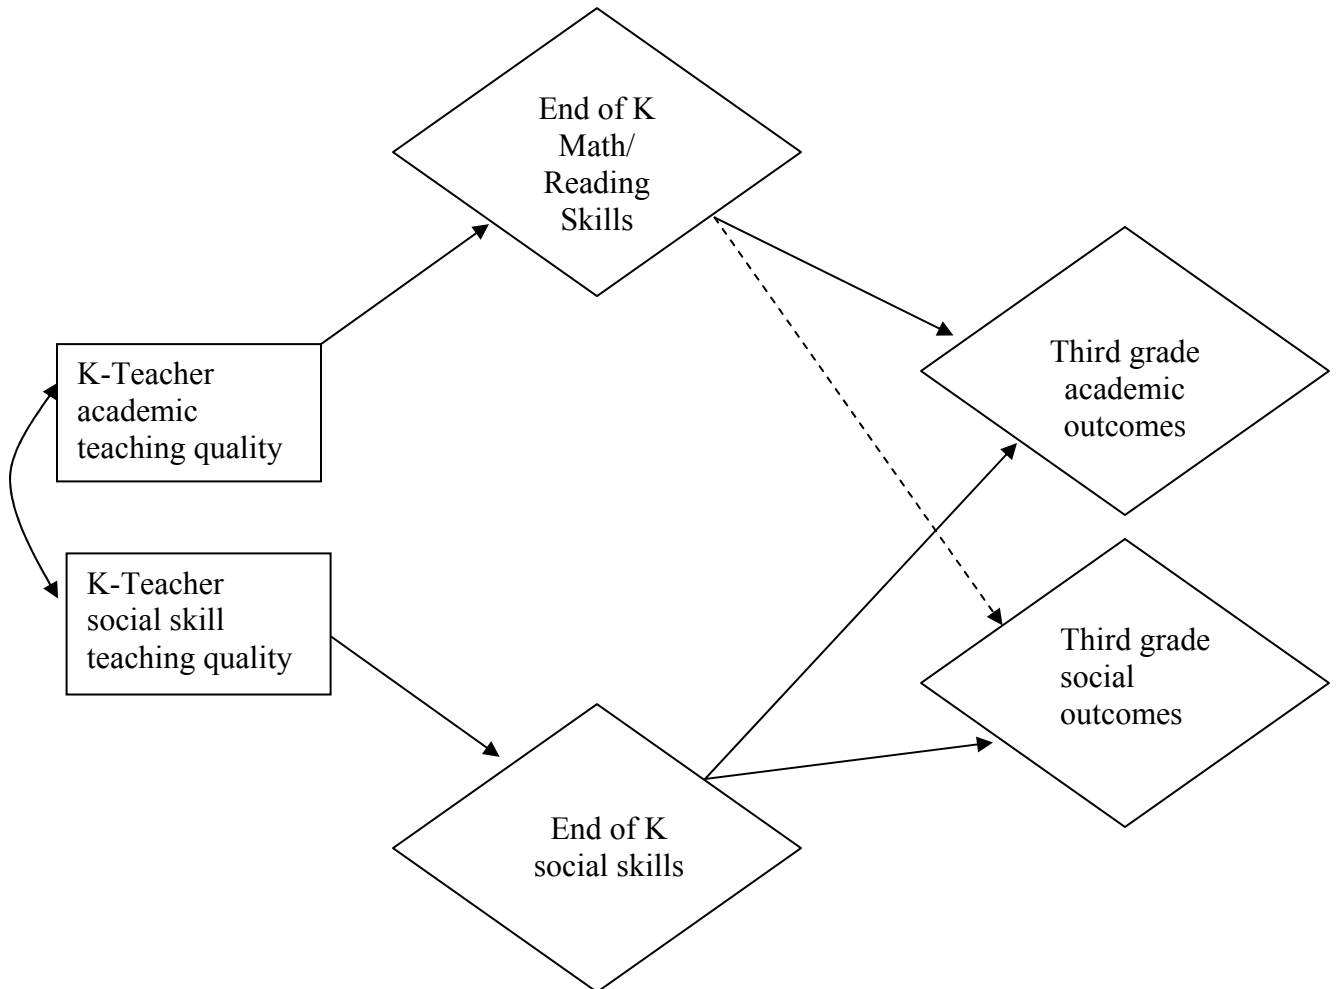 End of K
Math/
Reading
Skills
Third grade
academic
outcomes
K-Teacher
academic
teaching quality
K-Teacher
social skill
teaching quality
Third grade
social
outcomes
End of K
social skills